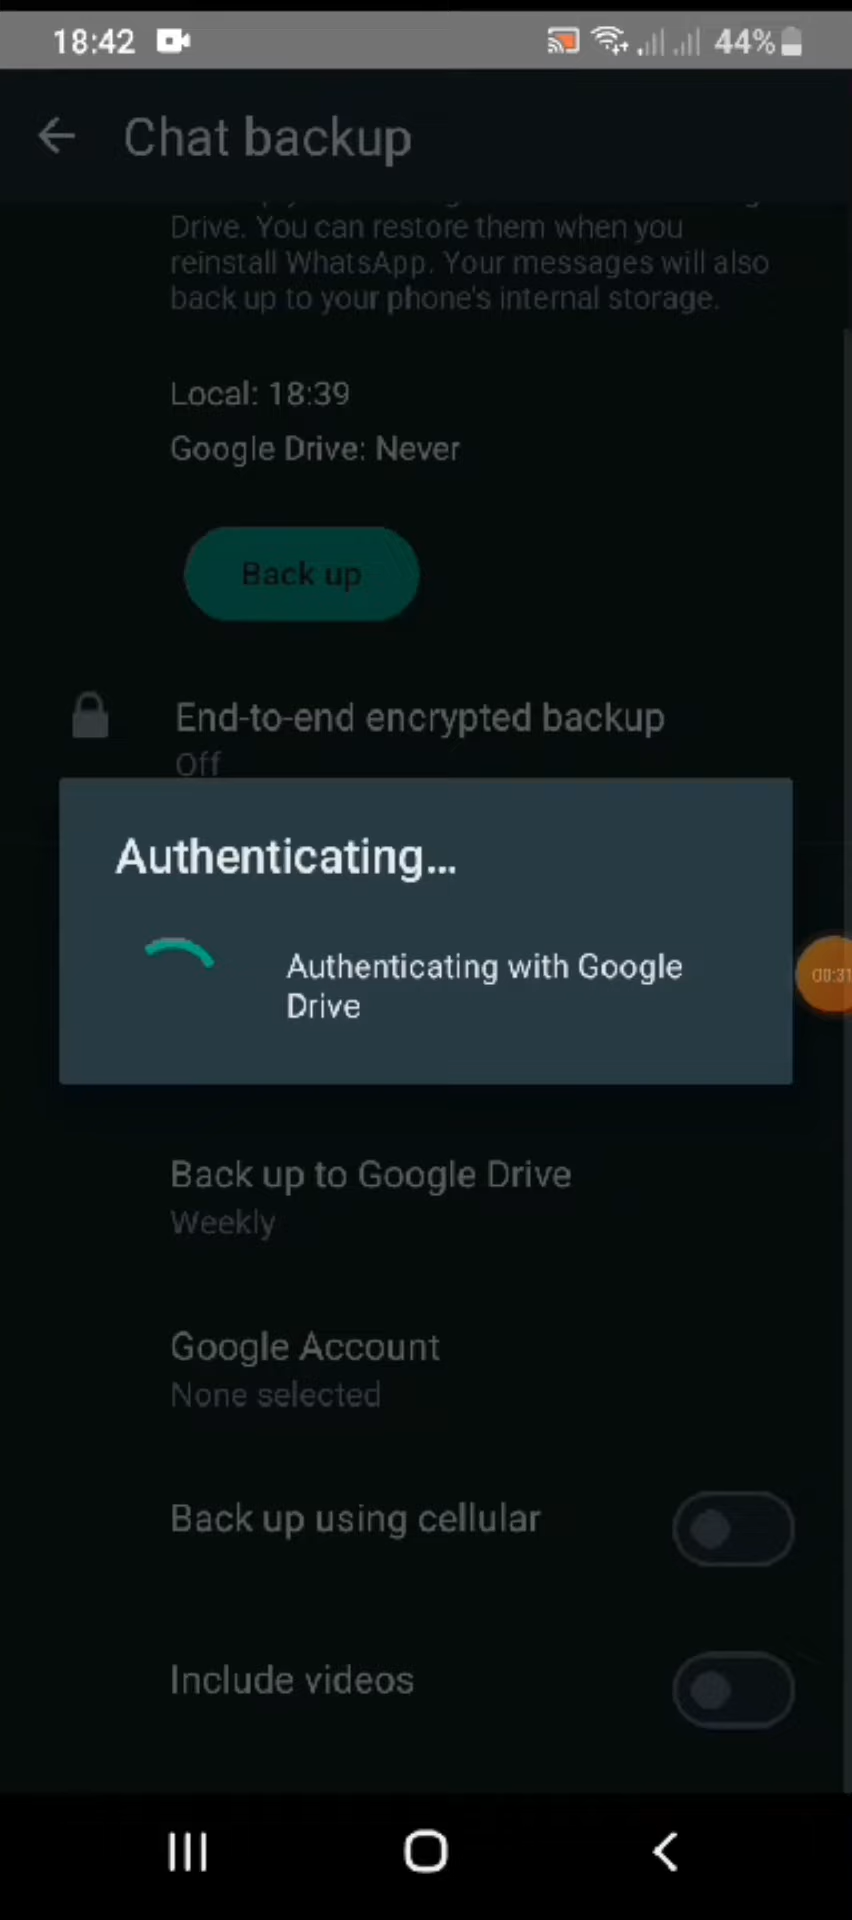 18:42
44%
Chat backup
Drive. You can restore them when you
reinstall WhatsApp. Your messages will also
back up to your phone's internal storage.
Local: 18:39
Google Drive: Never
Back up
End-to-end encrypted backup
Off
Authenticating...
Authenticating with Google
Drive
00:31
Back up to Google Drive
Weekly
Google Account
None selected
Back up using cellular
Include videos